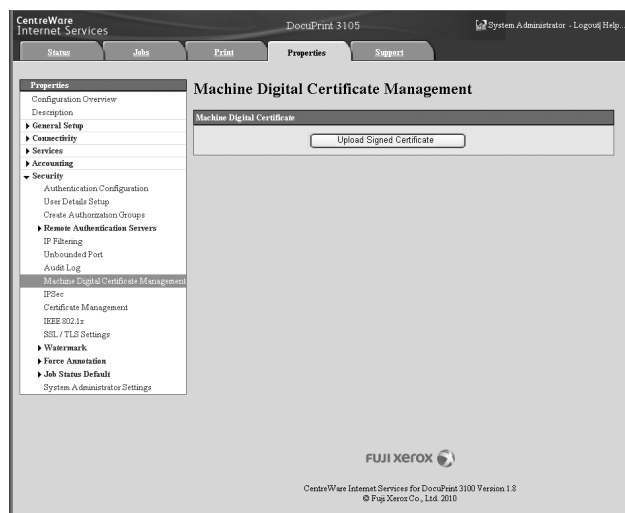 CentreWare
Internet Services
DocuPrint 3105
System Administrator - Logout| Help...
Status
Jobs
Print
Properties
Support
Properties
Configuration Overview
Description
General Setup
Connectivity
Services
Accounting
Security
Authentication Configuration
User Details Setup
Create Authorization Groups
Remote Authentication Servers
IP Filtering
Unbounded Port
Audit Log
Machine Digital Certificate Management
IPSec
Certificate Management
IEEE 802.1x
SSL / TLS Settings
Watermark
Force Annotation
Job Status Default
System Administrator Settings
Machine Digital Certificate Management
Machine Digital Certificate
Upload Signed Certificate
FUJI xerox
CentreWare Internet Services for DocuPrint 3100 Version 1.8
© Fuji Xerox Co., Ltd. 2010